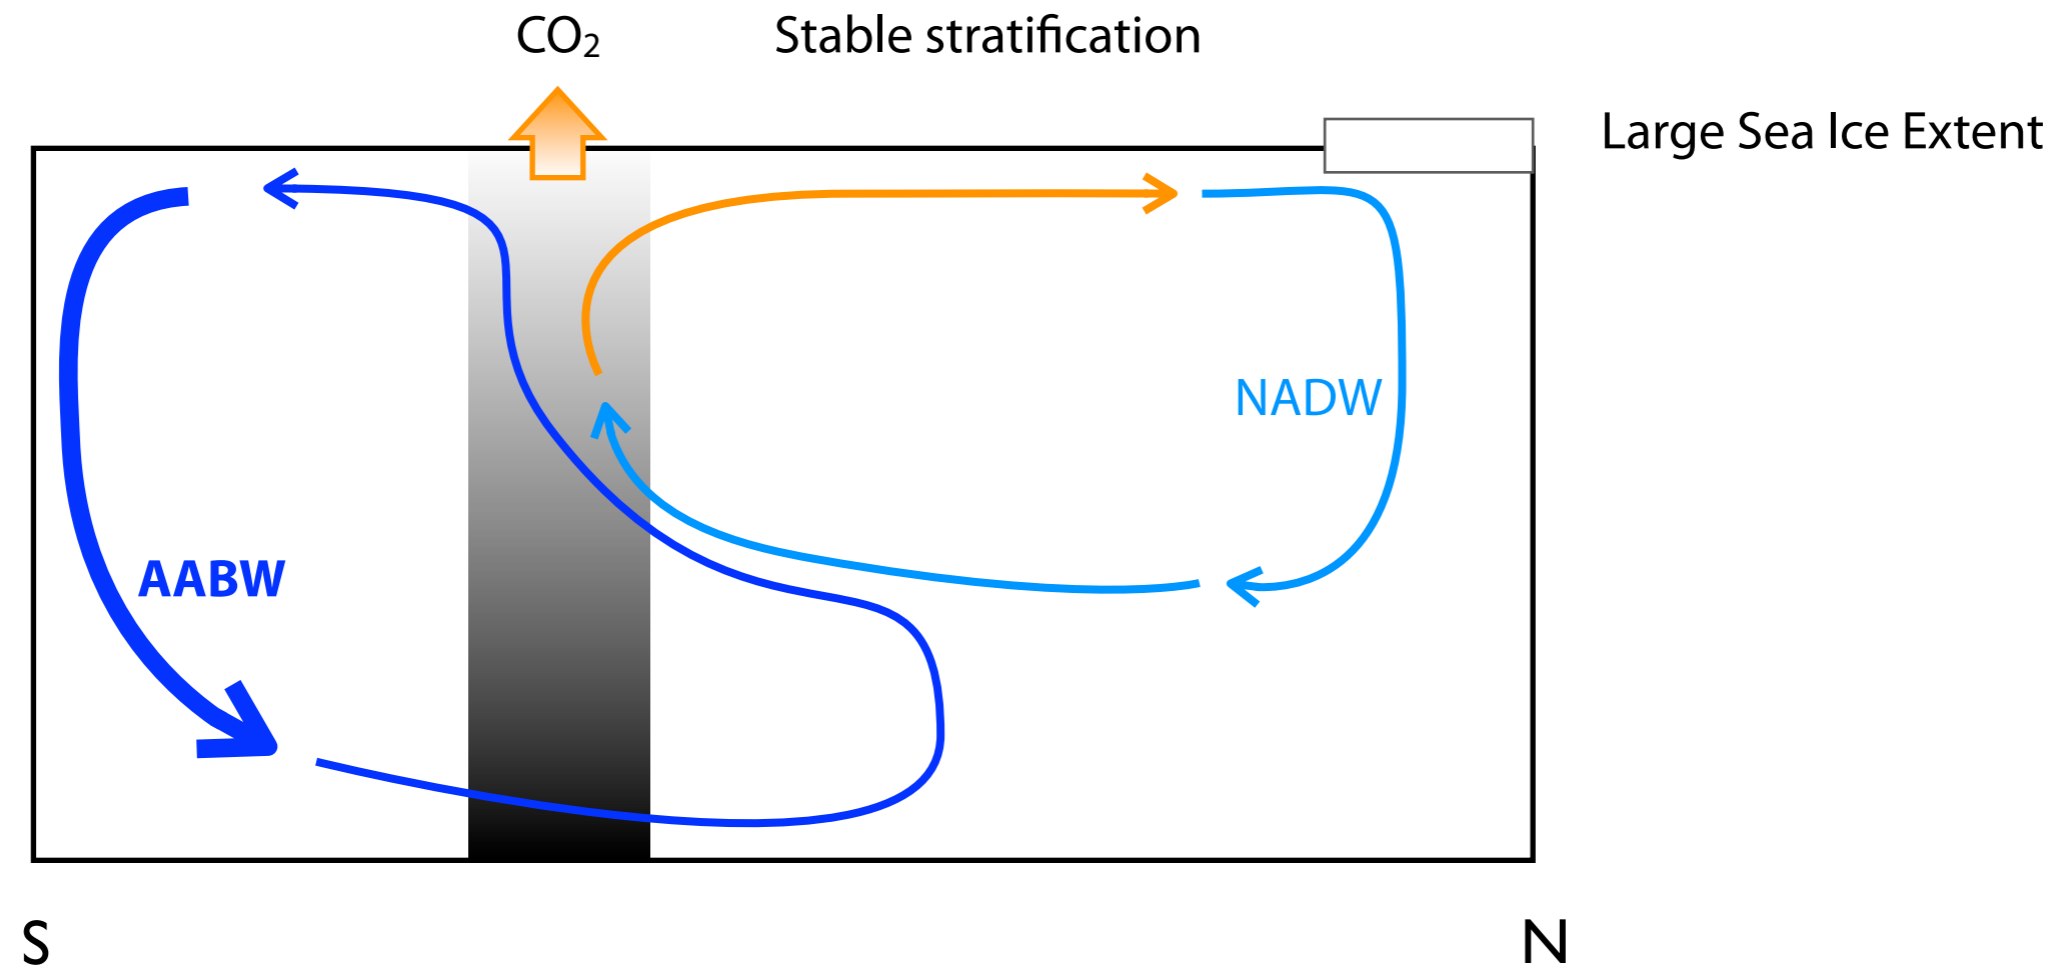 CO₂
Stable stratification
Large Sea Ice Extent
NADW
AABW
S
N